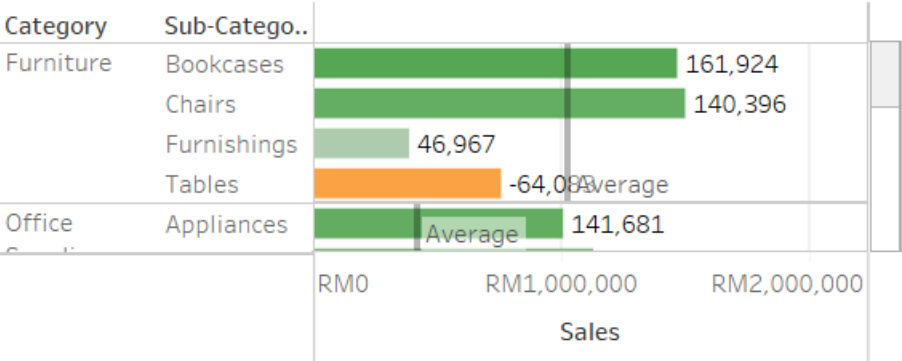 Category Sub-Catego..
Furniture Bookcases 161,924
Chairs 140,396
Furnishings 46,967
Tables Average
Office Appliances 141,681
Average
RM0 RM1,000,000 RM2,000,000
Sales